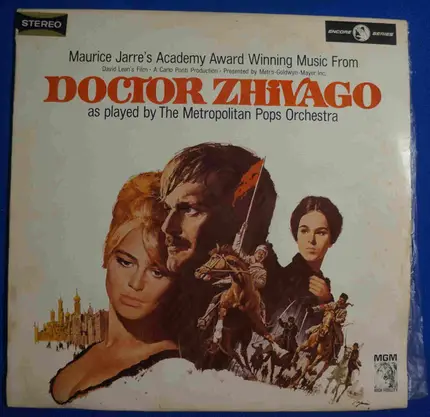 STEREO
ENCORE SERIES
Maurice Jarre's Academy Award Winning Music From
David Lean's Film · A Carlo Ponti Production · Presented by Metro-Goldwyn-Mayer Inc.
DOCTOR ZHiVAGO
as played by The Metropolitan Pops Orchestra
MGM